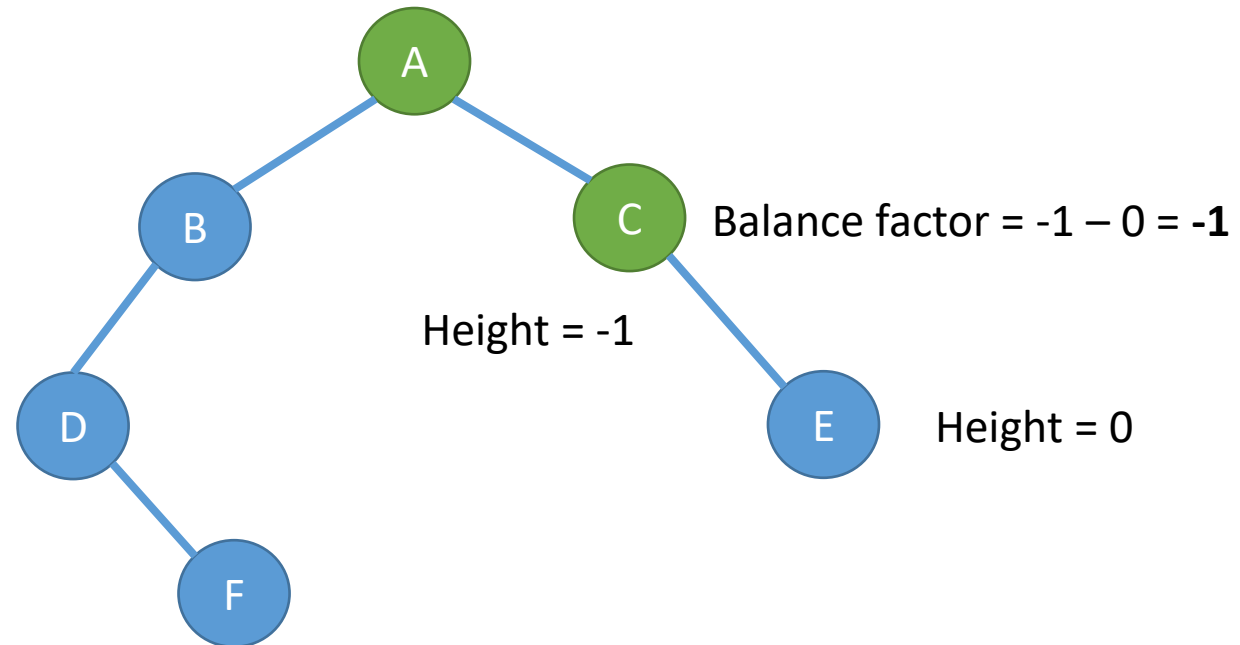 A
B
C
Balance factor = -1 – 0 = -1
Height = -1
D
E
Height = 0
F